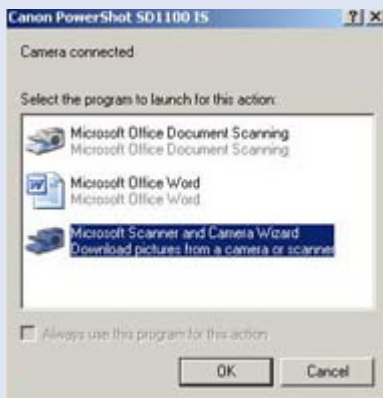 Canon PowerShot SD1100 IS
Camera connected
Select the program to launch for this action:
Microsoft Office Document Scanning
Microsoft Office Document Scanning
Microsoft Office Word
Microsoft Office Word
Microsoft Scanner and Camera Wizard
Download pictures from a camera or scanner
Always use this program for this action
OK Cancel